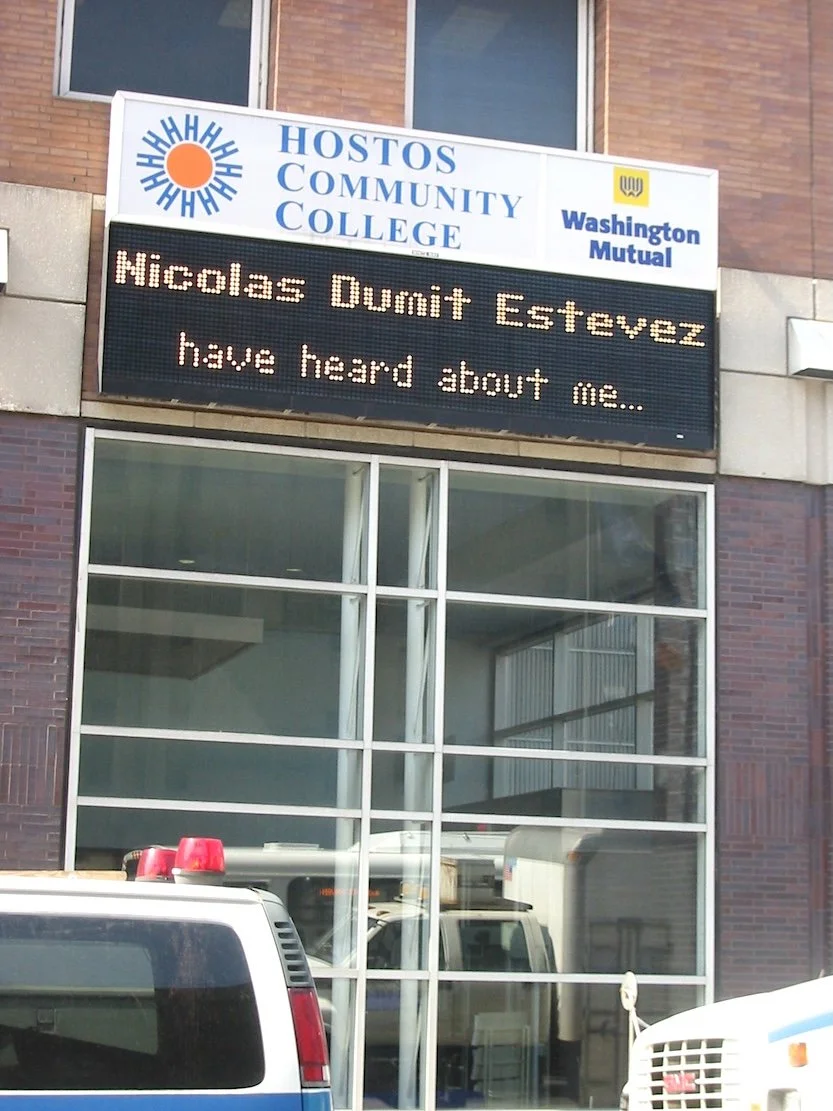 HOSTOS
COMMUNITY
COLLEGE
Washington
Mutual
Nicolas Dumit Estevez
have heard about me...